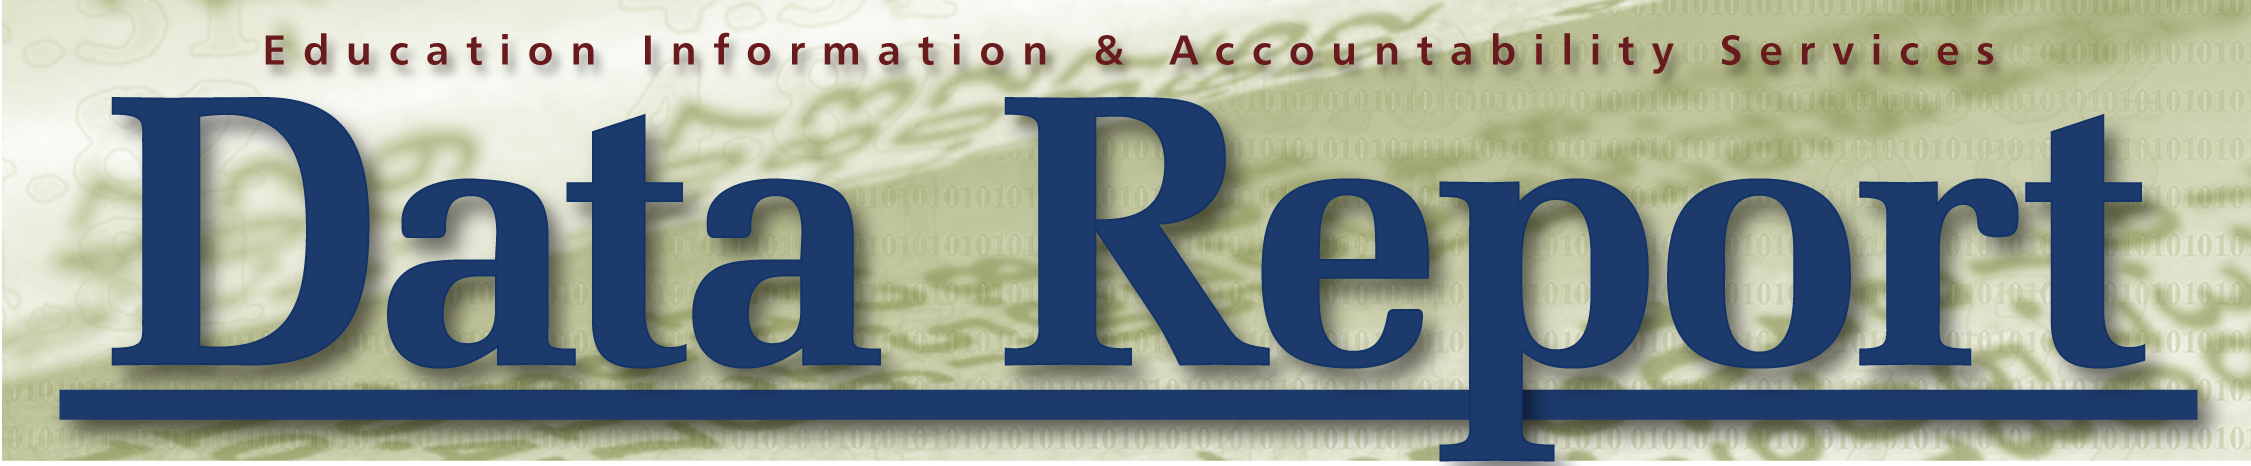 Education Information & Accountability Services
Data Report